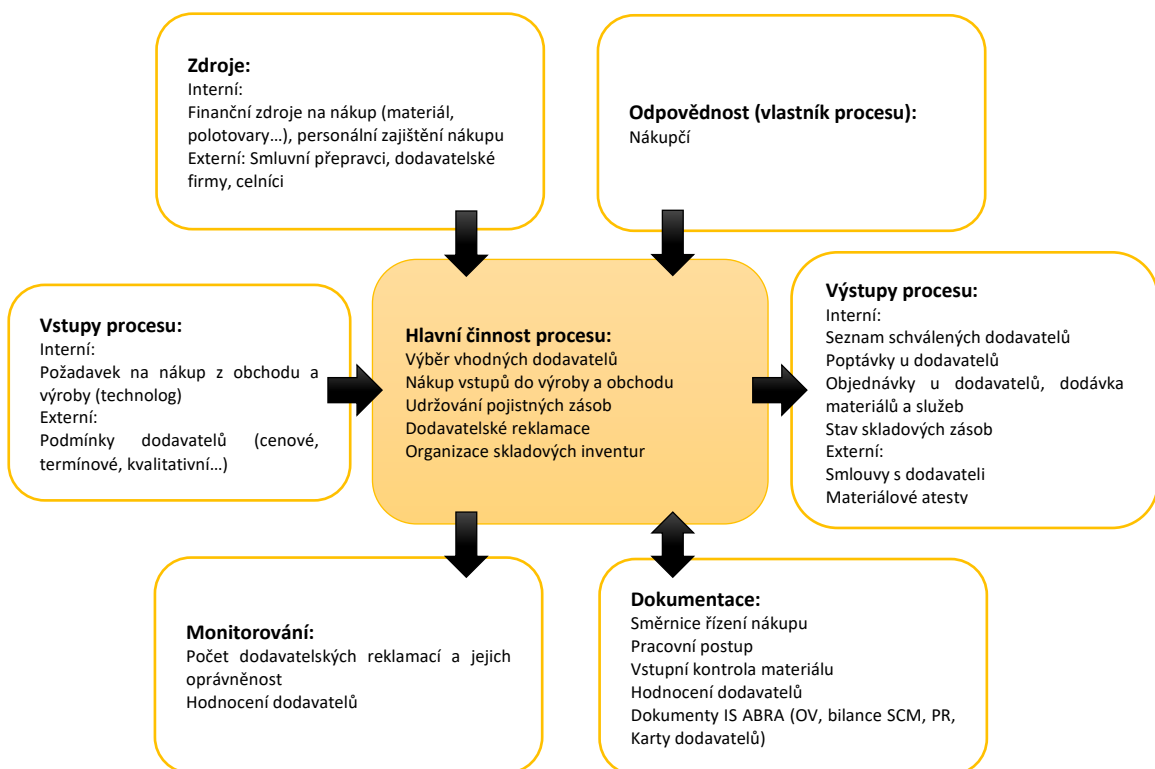 Zdroje:
Interní:
Finanční zdroje na nákup (materiál,
polotovary…), personální zajištění nákupu
Externí: Smluvní přepravci, dodavatelské
firmy, celníci
Odpovědnost (vlastník procesu):
Nákupčí
Vstupy procesu:
Interní:
Požadavek na nákup z obchodu a
výroby (technolog)
Externí:
Podmínky dodavatelů (cenové,
termínové, kvalitativní…)
Hlavní činnost procesu:
Výběr vhodných dodavatelů
Nákup vstupů do výroby a obchodu
Udržování pojistných zásob
Dodavatelské reklamace
Organizace skladových inventur
Výstupy procesu:
Interní:
Seznam schválených dodavatelů
Poptávky u dodavatelů
Objednávky u dodavatelů, dodávka
materiálů a služeb
Stav skladových zásob
Externí:
Smlouvy s dodavateli
Materiálové atesty
Monitorování:
Počet dodavatelských reklamací a jejich
oprávněnost
Hodnocení dodavatelů
Dokumentace:
Směrnice řízení nákupu
Pracovní postup
Vstupní kontrola materiálu
Hodnocení dodavatelů
Dokumenty IS ABRA (OV, bilance SCM, PR,
Karty dodavatelů)